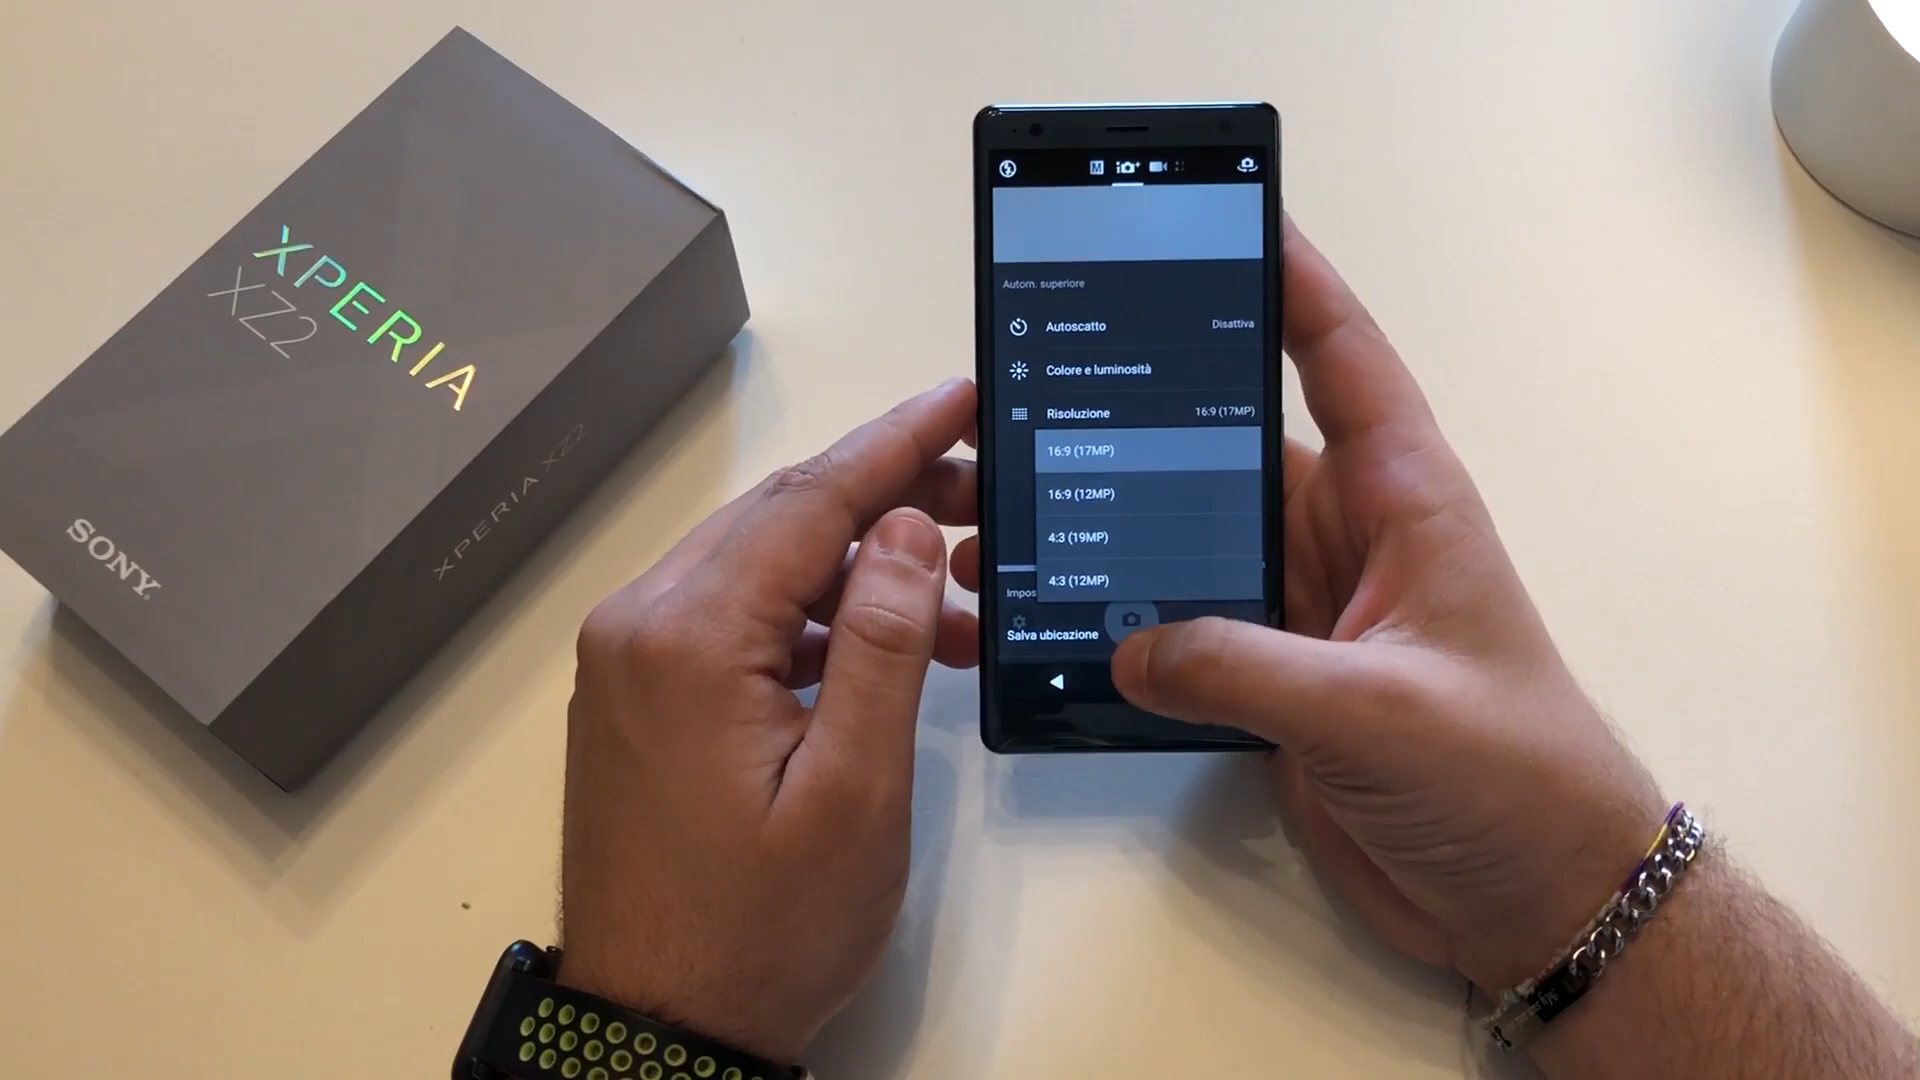 XPERIA
XZ2
SONY
XPERIA XZ2
M
Autom. superiore
Autoscatto Disattiva
Colore e luminosità
Risoluzione 16:9 (17MP)
16:9 (17MP)
16:9 (12MP)
4:3 (19MP)
4:3 (12MP)
Impos
Salva ubicazione